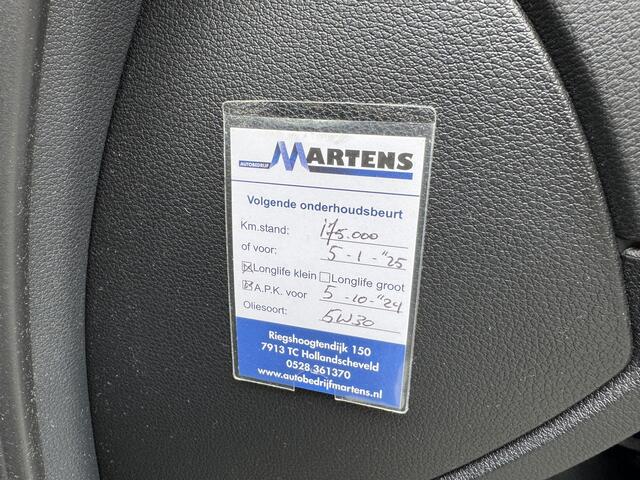 AUTOBEDRIJF MARTENS
Volgende onderhoudsbeurt
Km.stand: 175.000
of voor: 5-1-"25
☒ Longlife klein ☐ Longlife groot
☒ A.P.K. voor 5-10-"24
Oliesoort: 5W30
Riegshoogtendijk 150
7913 TC Hollandscheveld
0528 361370
www.autobedrijfmartens.nl